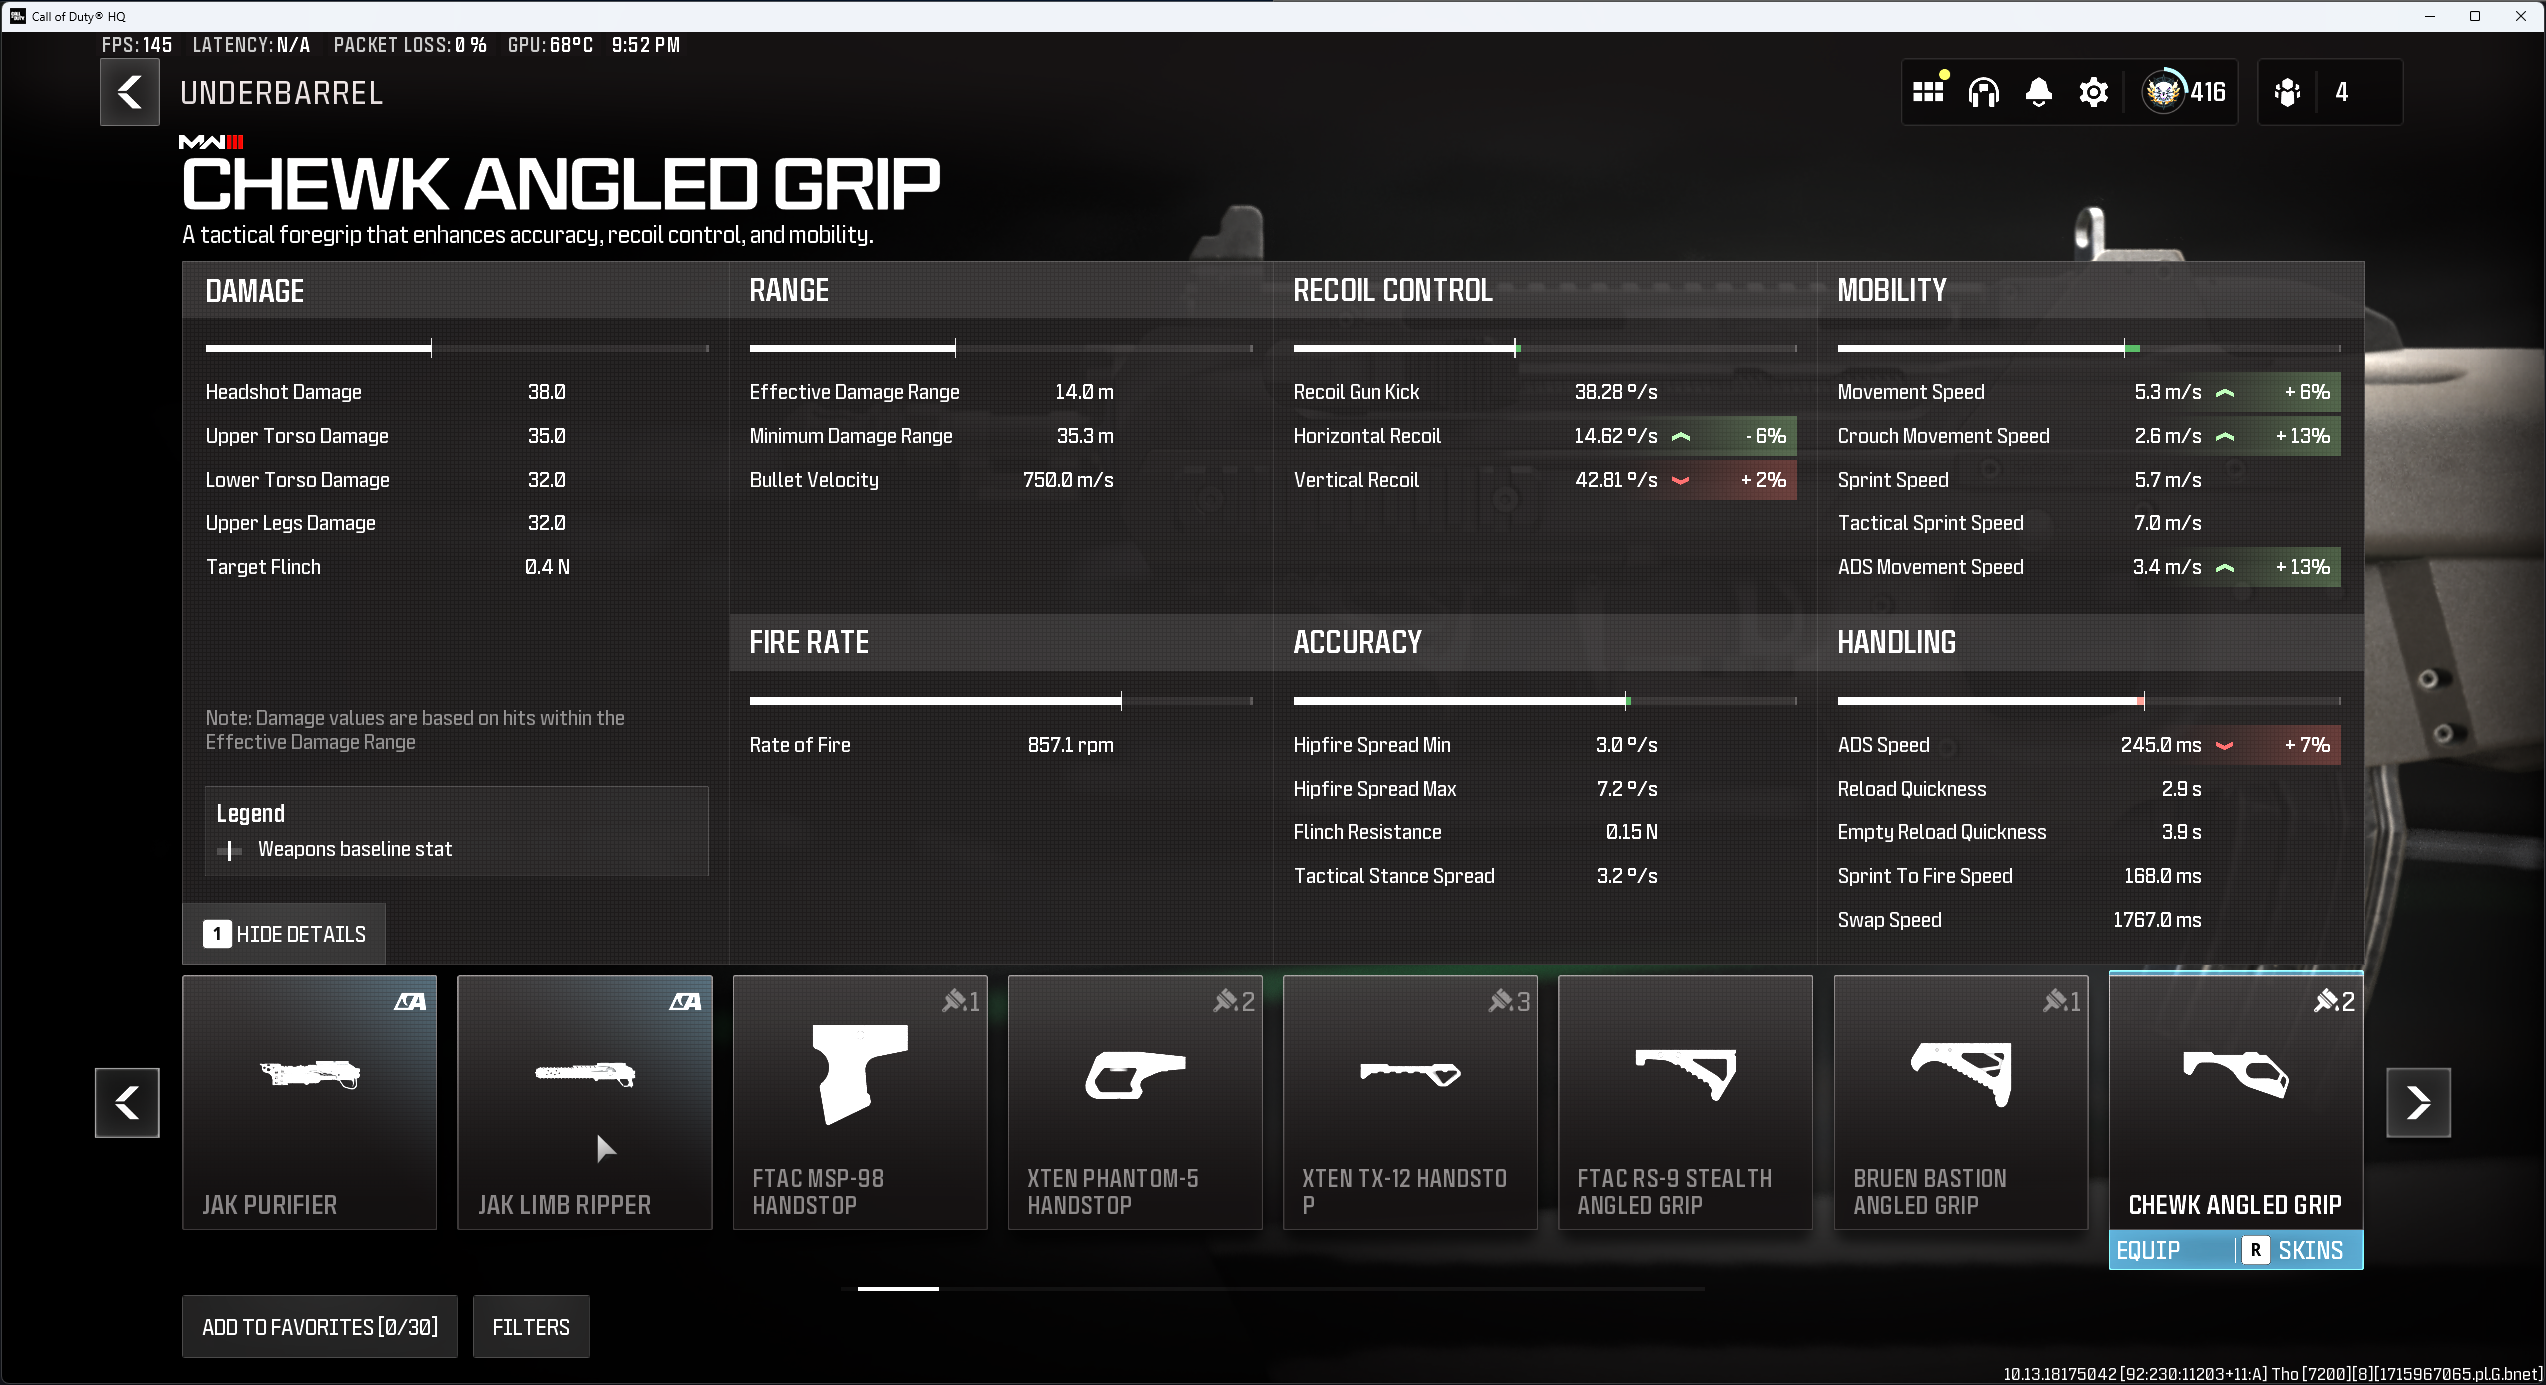 Call of Duty® HQ
FPS: 145 LATENCY: N/A PACKET LOSS: 0 % GPU: 68°C 9:52 PM
UNDERBARREL
416
4
MWIII
CHEWK ANGLED GRIP
A tactical foregrip that enhances accuracy, recoil control, and mobility.
DAMAGE
Headshot Damage 38.0
Upper Torso Damage 35.0
Lower Torso Damage 32.0
Upper Legs Damage 32.0
Target Flinch 0.4 N
Note: Damage values are based on hits within the
Effective Damage Range
Legend
Weapons baseline stat
1 HIDE DETAILS
RANGE
Effective Damage Range 14.0 m
Minimum Damage Range 35.3 m
Bullet Velocity 750.0 m/s
FIRE RATE
Rate of Fire 857.1 rpm
RECOIL CONTROL
Recoil Gun Kick 38.28 º/s
Horizontal Recoil 14.62 º/s - 6%
Vertical Recoil 42.81 º/s + 2%
ACCURACY
Hipfire Spread Min 3.0 º/s
Hipfire Spread Max 7.2 º/s
Flinch Resistance 0.15 N
Tactical Stance Spread 3.2 º/s
MOBILITY
Movement Speed 5.3 m/s + 6%
Crouch Movement Speed 2.6 m/s + 13%
Sprint Speed 5.7 m/s
Tactical Sprint Speed 7.0 m/s
ADS Movement Speed 3.4 m/s + 13%
HANDLING
ADS Speed 245.0 ms + 7%
Reload Quickness 2.9 s
Empty Reload Quickness 3.9 s
Sprint To Fire Speed 168.0 ms
Swap Speed 1767.0 ms
JAK PURIFIER
JAK LIMB RIPPER
1
FTAC MSP-98
HANDSTOP
2
XTEN PHANTOM-5
HANDSTOP
3
XTEN TX-12 HANDSTO
P
FTAC RS-9 STEALTH
ANGLED GRIP
1
BRUEN BASTION
ANGLED GRIP
2
CHEWK ANGLED GRIP
EQUIP R SKINS
ADD TO FAVORITES [0/30] FILTERS
10.13.18175042 [92:230:11203+11:A] Tho [7200][8][1715967065.pl.G.bnet]